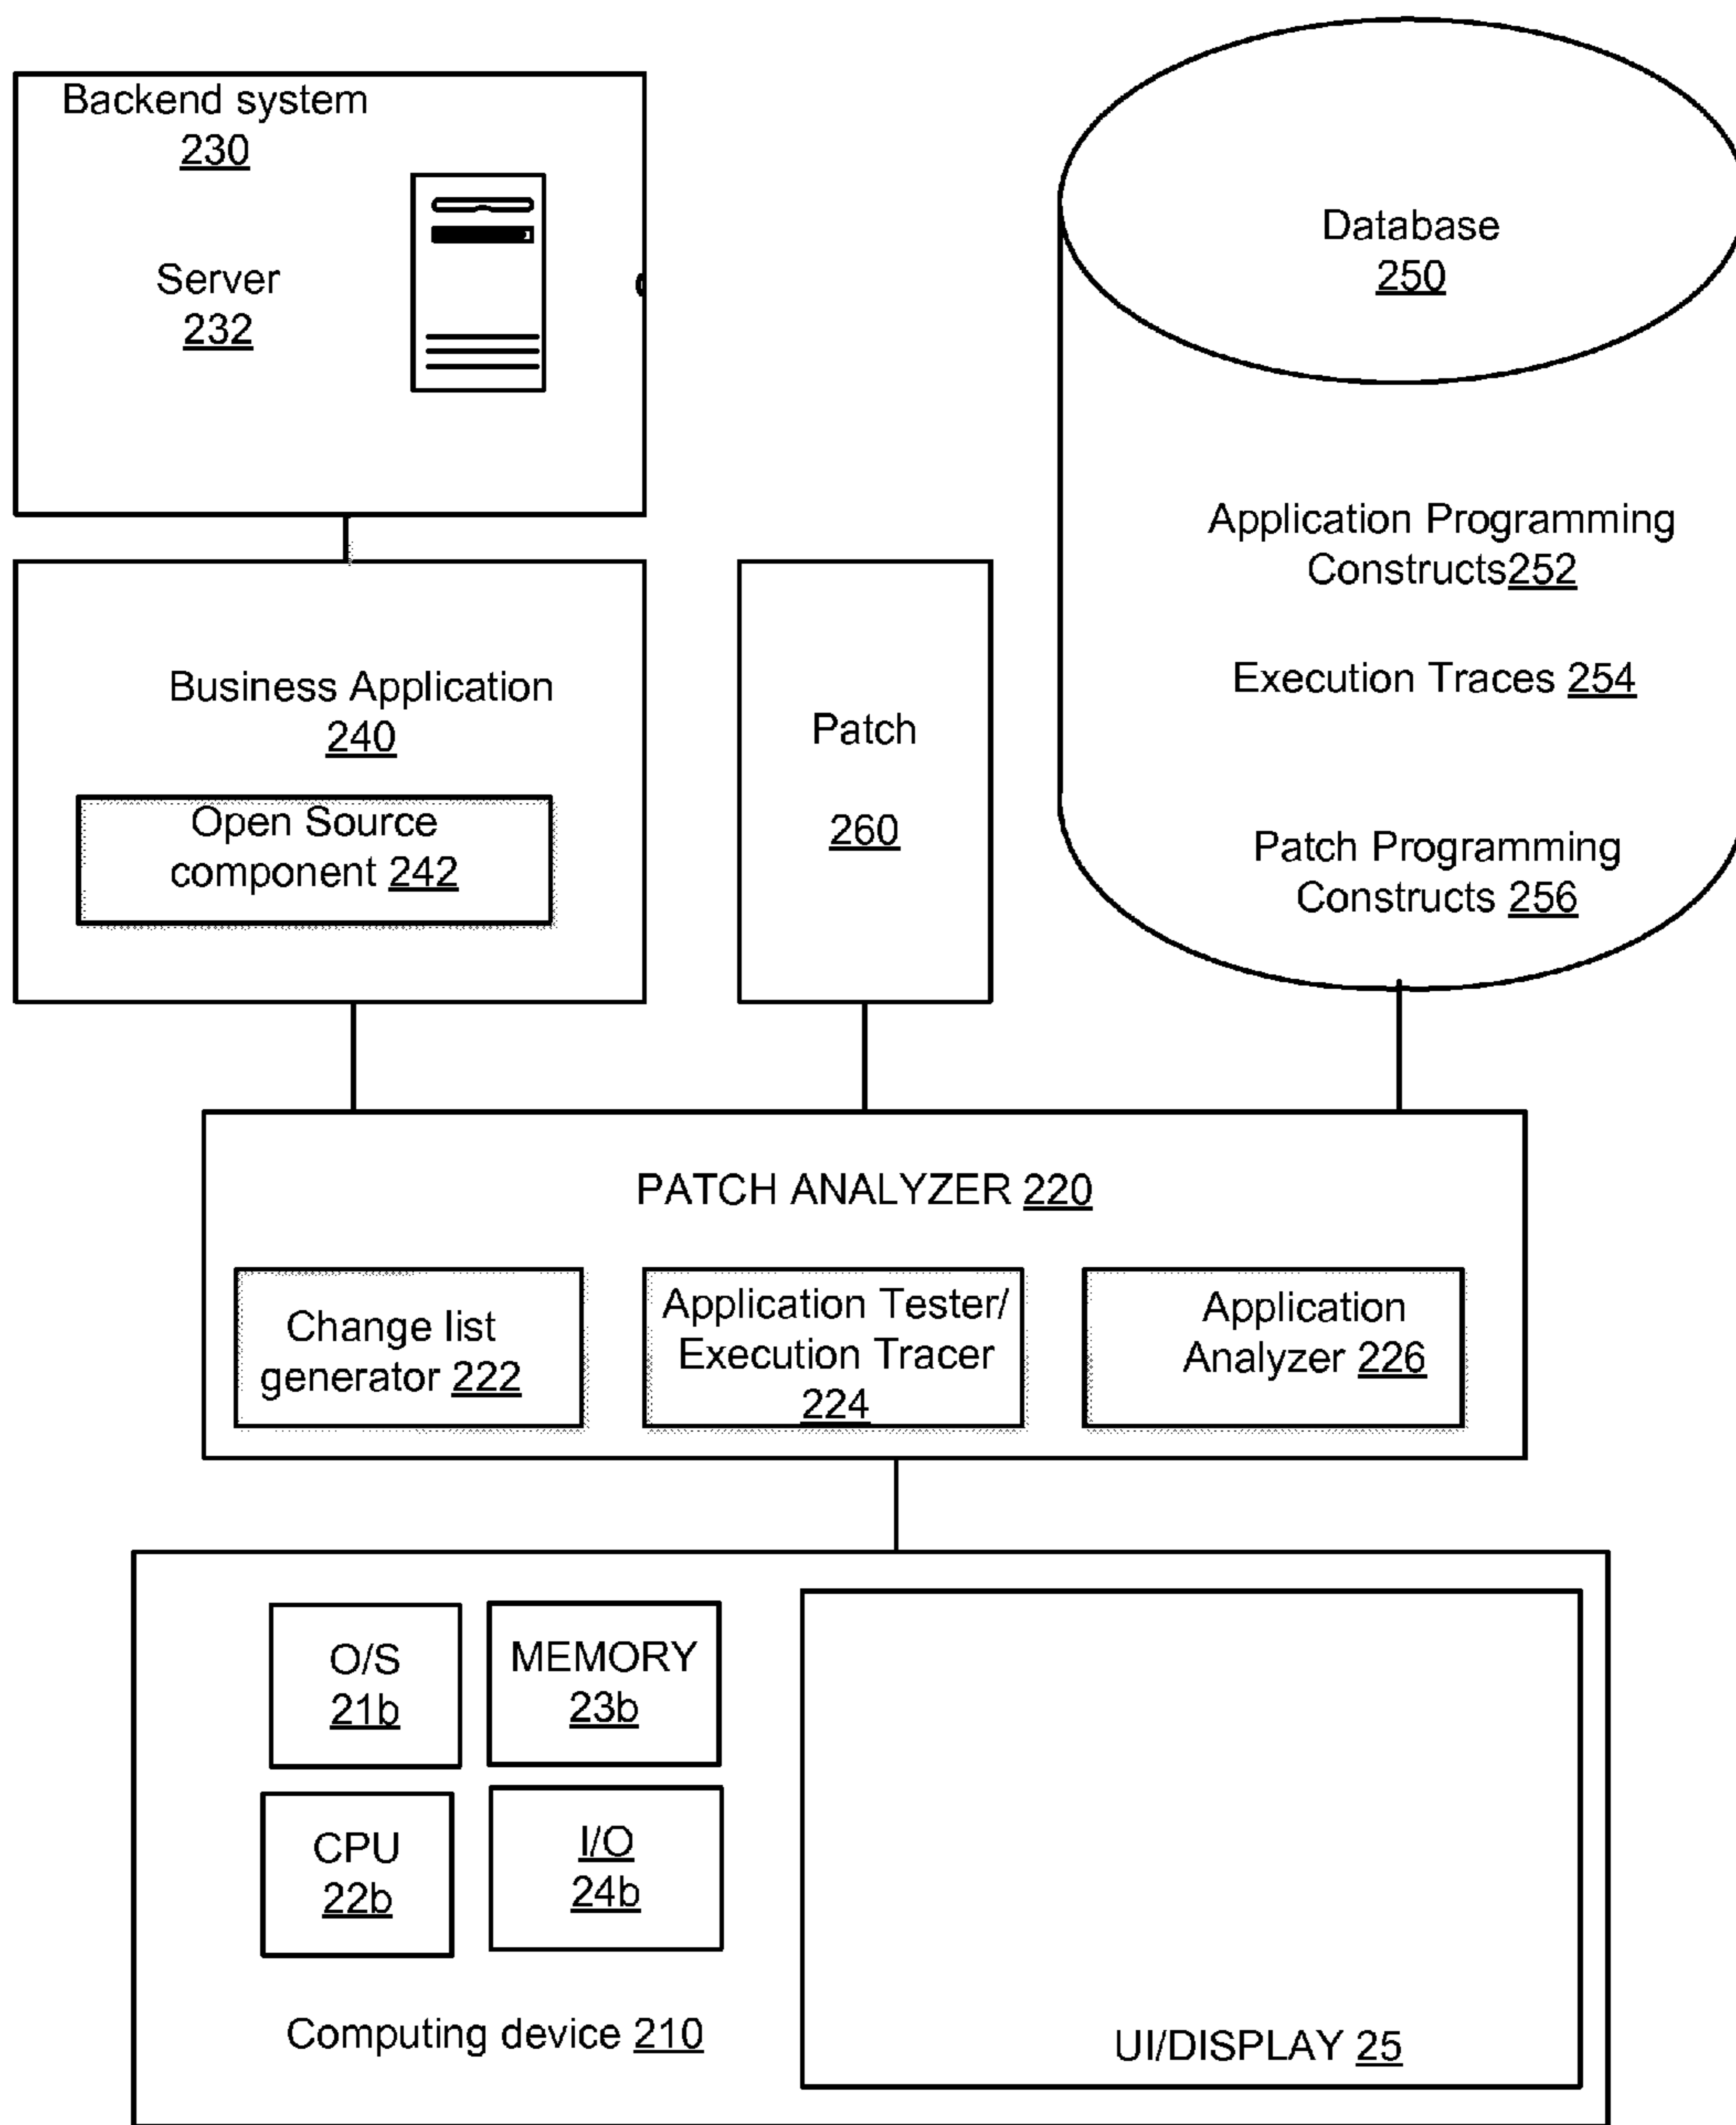 Backend system
230
Server
232
Database
250
Application Programming
Constructs252
Execution Traces 254
Patch Programming
Constructs 256
Business Application
240
Open Source
component 242
Patch
260
PATCH ANALYZER 220
Change list
generator 222
Application Tester/
Execution Tracer
224
Application
Analyzer 226
O/S
21b
MEMORY
23b
CPU
22b
I/O
24b
Computing device 210
UI/DISPLAY 25